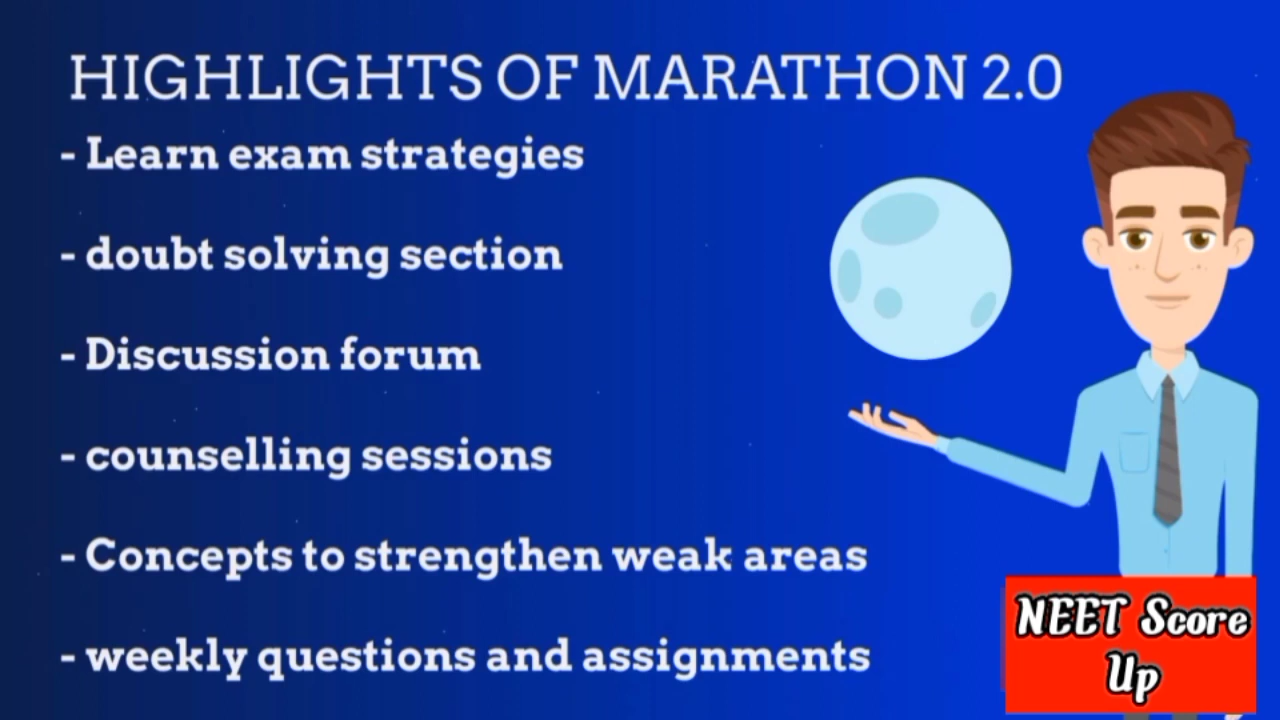 HIGHLIGHTS OF MARATHON 2.0
- Learn exam strategies
- doubt solving section
- Discussion forum
- counselling sessions
- Concepts to strengthen weak areas
- weekly questions and assignments
NEET Score
Up